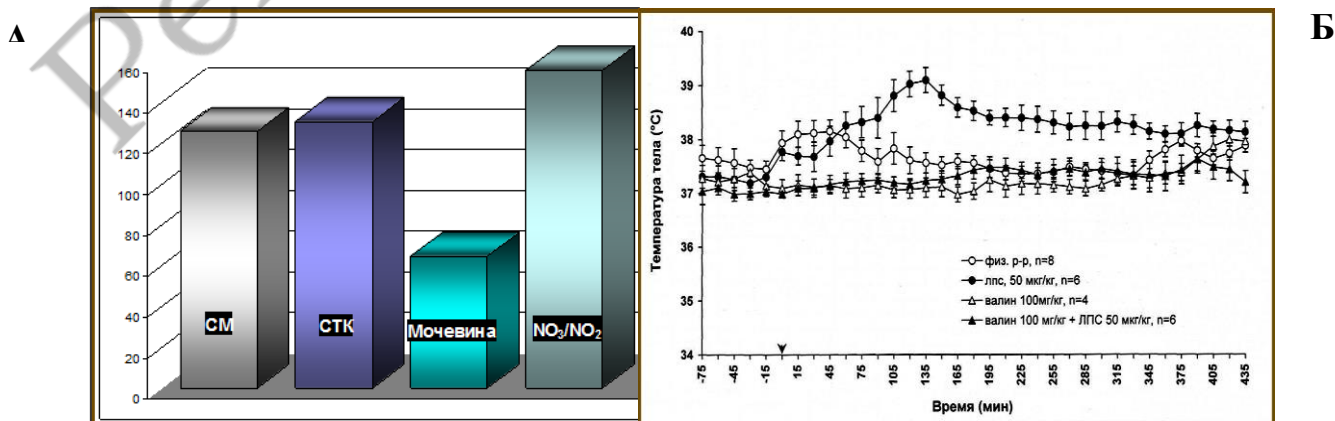 А
Б
160
140
120
100
80
60
40
20
0
СМ
СТК
Мочевина
NO₃/NO₂
Температура тела (°C)
40
39
38
37
36
35
34
физ. р-р, n=8
лпс, 50 мкг/кг, n=6
валин 100мг/кг, n=4
валин 100 мг/кг + ЛПС 50 мкг/кг, n=6
-75 -45 -15 15 45 75 105 135 165 195 225 255 285 315 345 375 405 435
Время (мин)